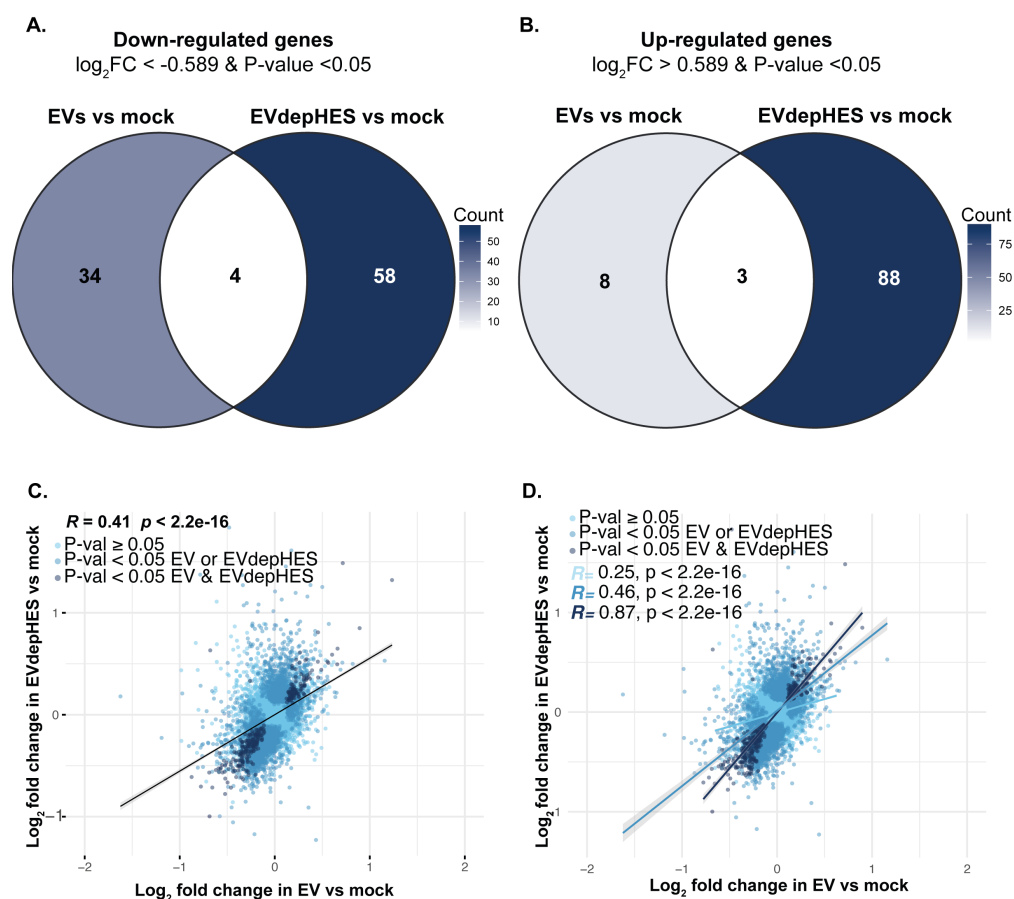 A.
Down-regulated genes
log2FC < -0.589 & P-value <0.05
EVs vs mock
EVdepHES vs mock
34
4
58
Count
50
40
30
20
10
B.
Up-regulated genes
log2FC > 0.589 & P-value <0.05
EVs vs mock
EVdepHES vs mock
8
3
88
Count
75
50
25
C.
R = 0.41 p < 2.2e-16
P-val ≥ 0.05
P-val < 0.05 EV or EVdepHES
P-val < 0.05 EV & EVdepHES
Log2 fold change in EVdepHES vs mock
1
0
−1
−2
−1
0
1
2
Log2 fold change in EV vs mock
D.
P-val ≥ 0.05
P-val < 0.05 EV or EVdepHES
P-val < 0.05 EV & EVdepHES
R= 0.25, p < 2.2e-16
R= 0.46, p < 2.2e-16
R= 0.87, p < 2.2e-16
Log2 fold change in EVdepHES vs mock
1
0
−1
−2
−1
0
1
2
Log2 fold change in EV vs mock